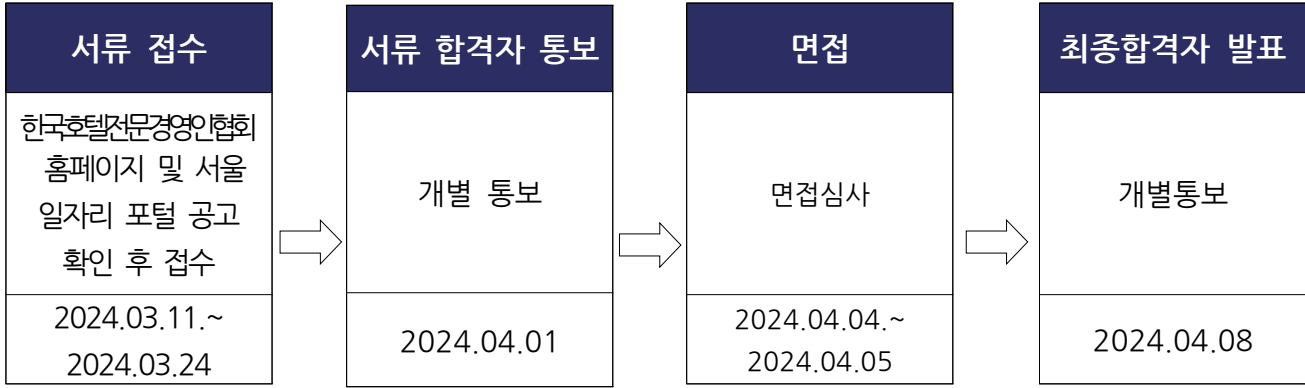 서류 접수
한국호텔전문경영인협회
홈페이지 및 서울
일자리 포털 공고
확인 후 접수
2024.03.11.~
2024.03.24
서류 합격자 통보
개별 통보
2024.04.01
면접
면접심사
2024.04.04.~
2024.04.05
최종합격자 발표
개별통보
2024.04.08